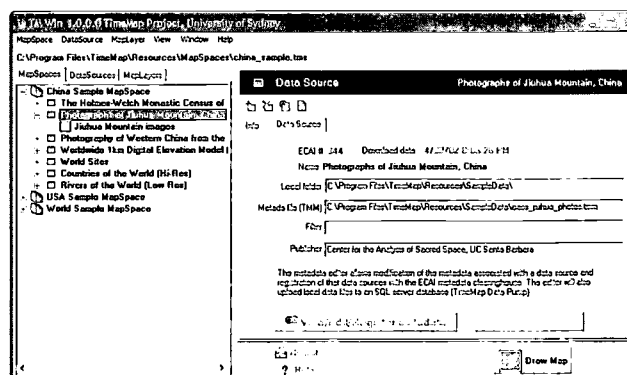 TMWin 1.0.0.0 TimeMap Project, University of Sydney
MapSpace DataSource MapLayer View Window Help
C:\Program Files\TimeMap\Resources\MapSpaces\china_sample.tms
MapSpaces DataSources MapLayers
China Sample MapSpace
The Holmes-Welch Monastic Census of
Photographs of Jiuhua Mountain, China
Jiuhua Mountain images
Photography of Western China from the
Worldwide 1km Digital Elevation Model (
World Sites
Countries of the World (Hi-Res)
Rivers of the World (Low Res)
USA Sample MapSpace
World Sample MapSpace
Data Source Photographs of Jiuhua Mountain, China
Info Data Source
ECAI # 344 Download date
Name Photographs of Jiuhua Mountain, China
Local folder C:\Program Files\TimeMap\Resources\SampleData\
Metadata file (TMM) C:\Program Files\TimeMap\Resources\SampleData\
Filter
Publisher Center for the Analysis of Sacred Space, UC Santa Barbara
The metadata editor allows modification of the metadata associated with a data source and
registration of that data sources with the ECAI metadata clearinghouse. The editor will also
upload local data files to an SQL server database (TimeMap Data Pump)
? Help
Draw Map